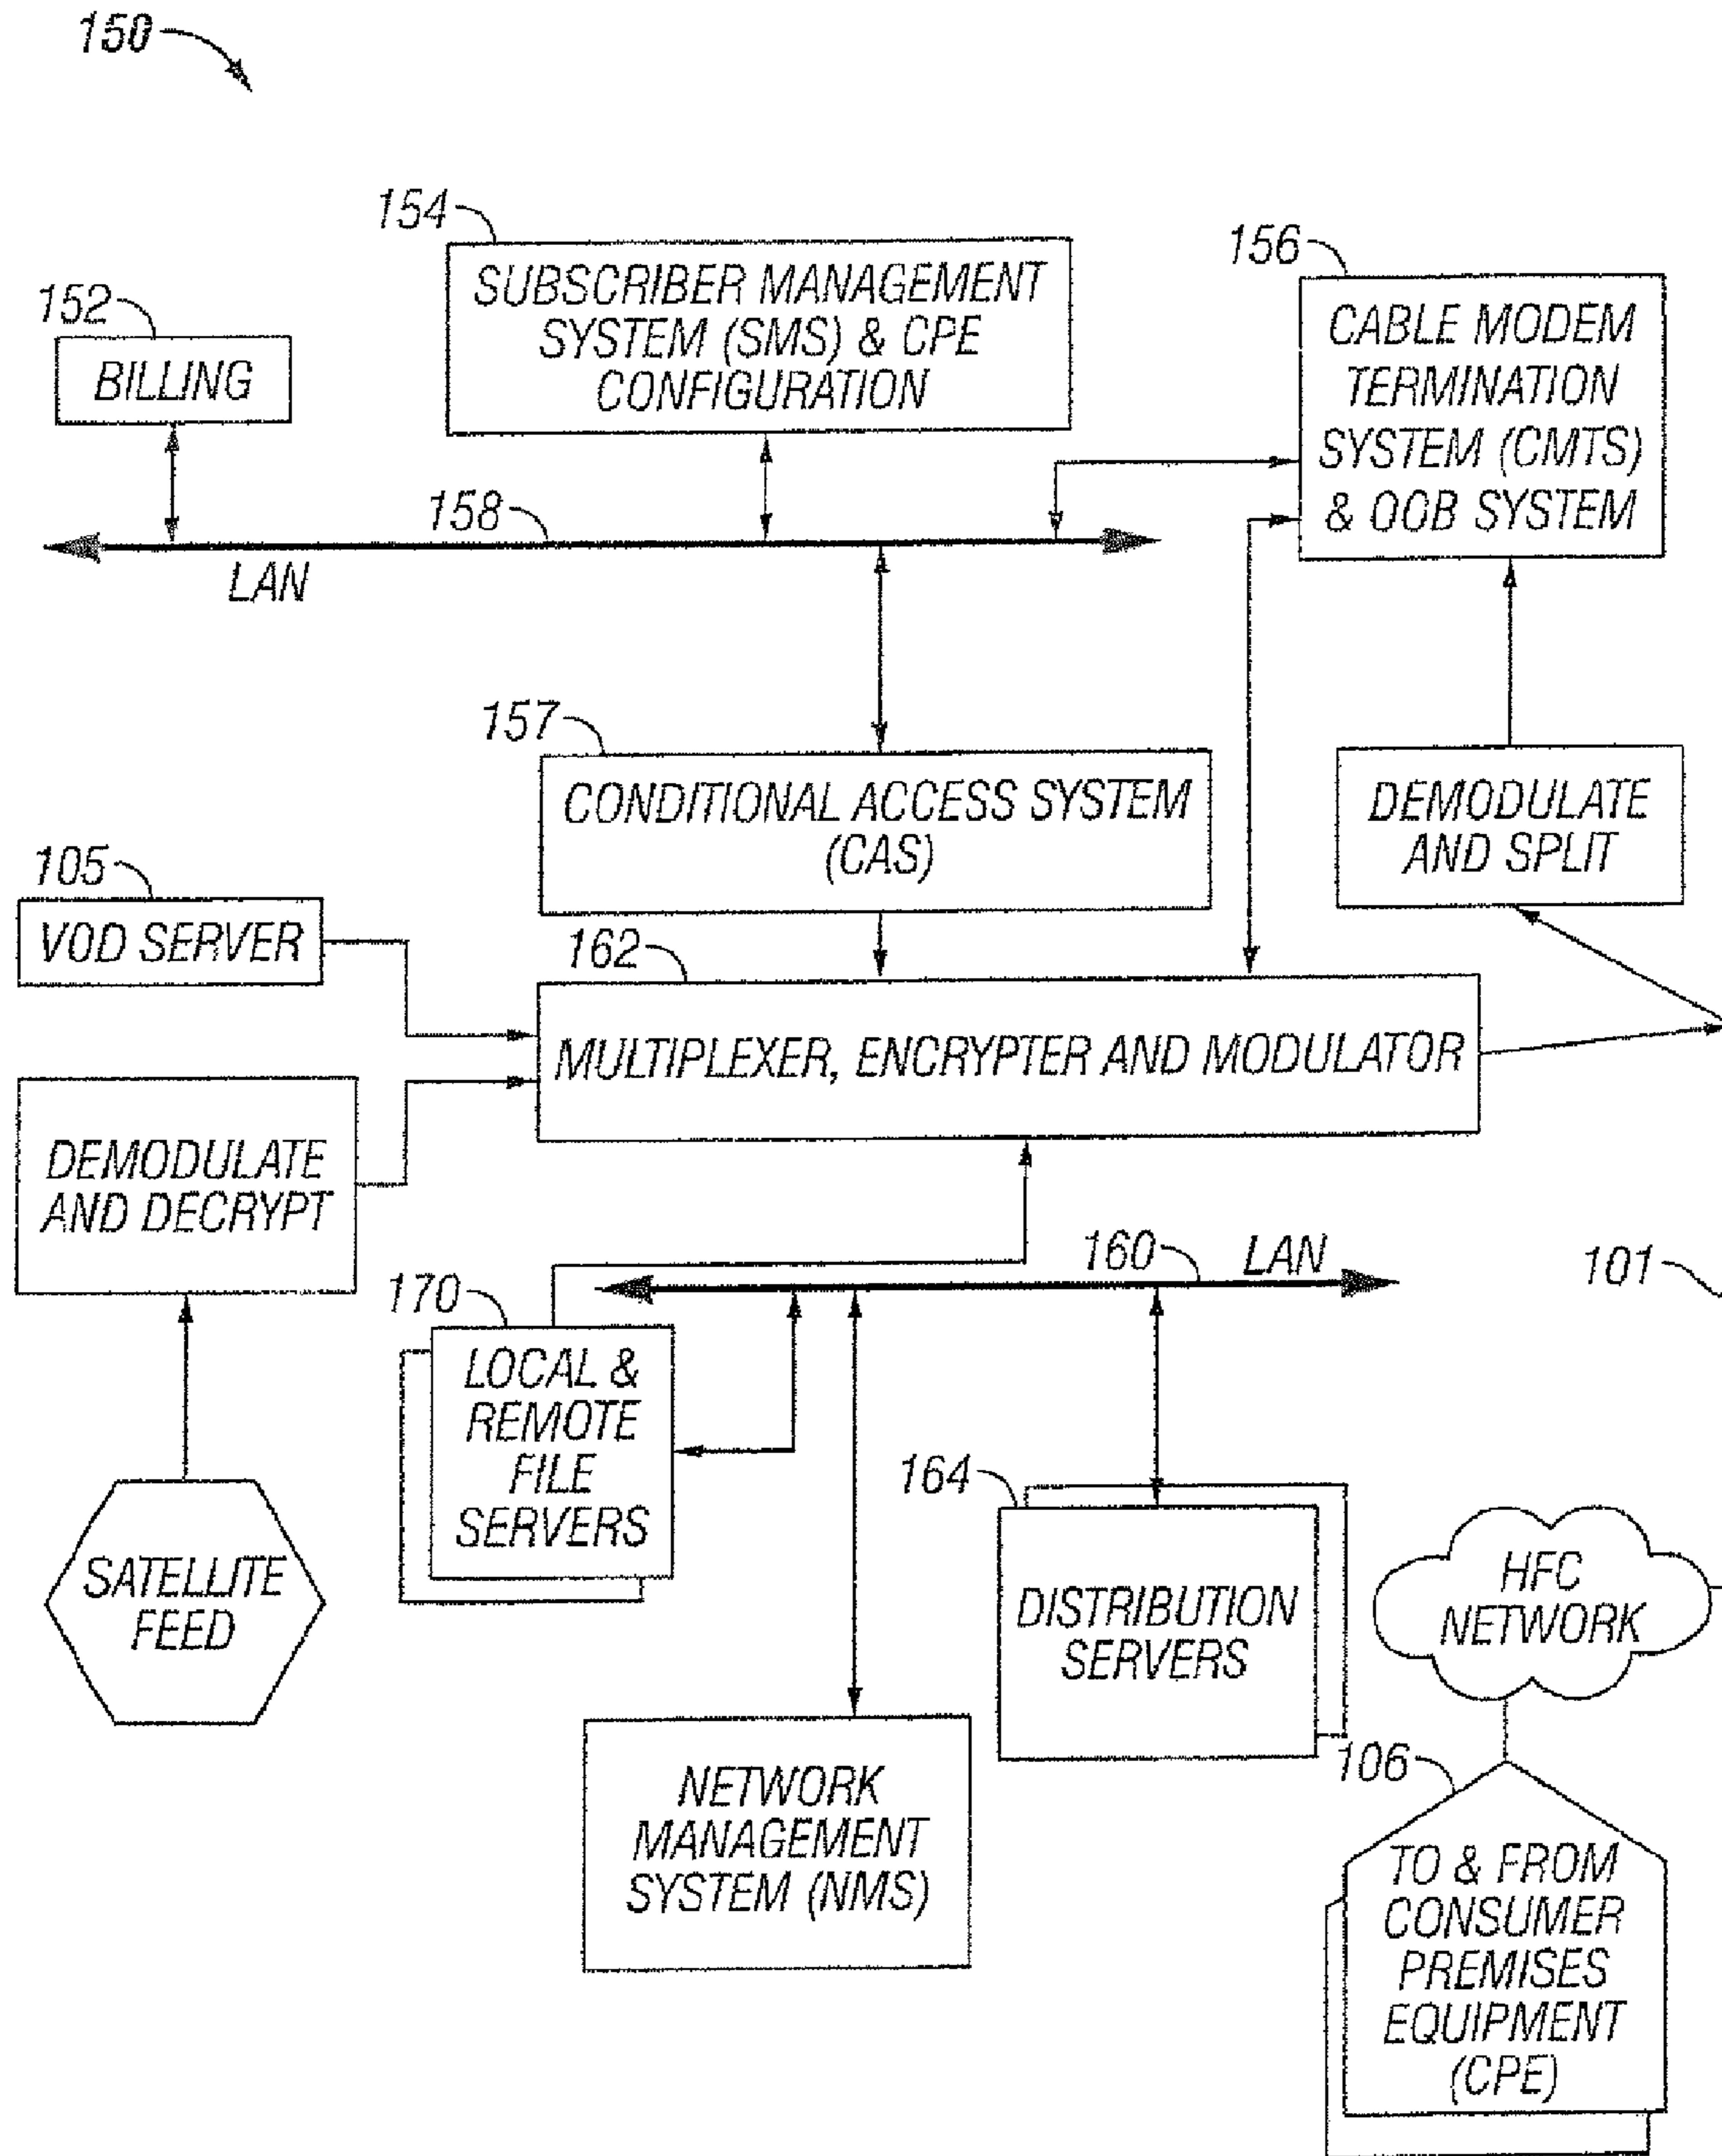 150
154
SUBSCRIBER MANAGEMENT
SYSTEM (SMS) & CPE
CONFIGURATION
156
CABLE MODEM
TERMINATION
SYSTEM (CMTS)
& OOB SYSTEM
152
BILLING
158
LAN
157
CONDITIONAL ACCESS SYSTEM
(CAS)
DEMODULATE
AND SPLIT
105
VOD SERVER
162
MULTIPLEXER, ENCRYPTER AND MODULATOR
DEMODULATE
AND DECRYPT
160
LAN
101
170
LOCAL &
REMOTE
FILE
SERVERS
SATELLITE
FEED
164
DISTRIBUTION
SERVERS
HFC
NETWORK
NETWORK
MANAGEMENT
SYSTEM (NMS)
106
TO & FROM
CONSUMER
PREMISES
EQUIPMENT
(CPE)